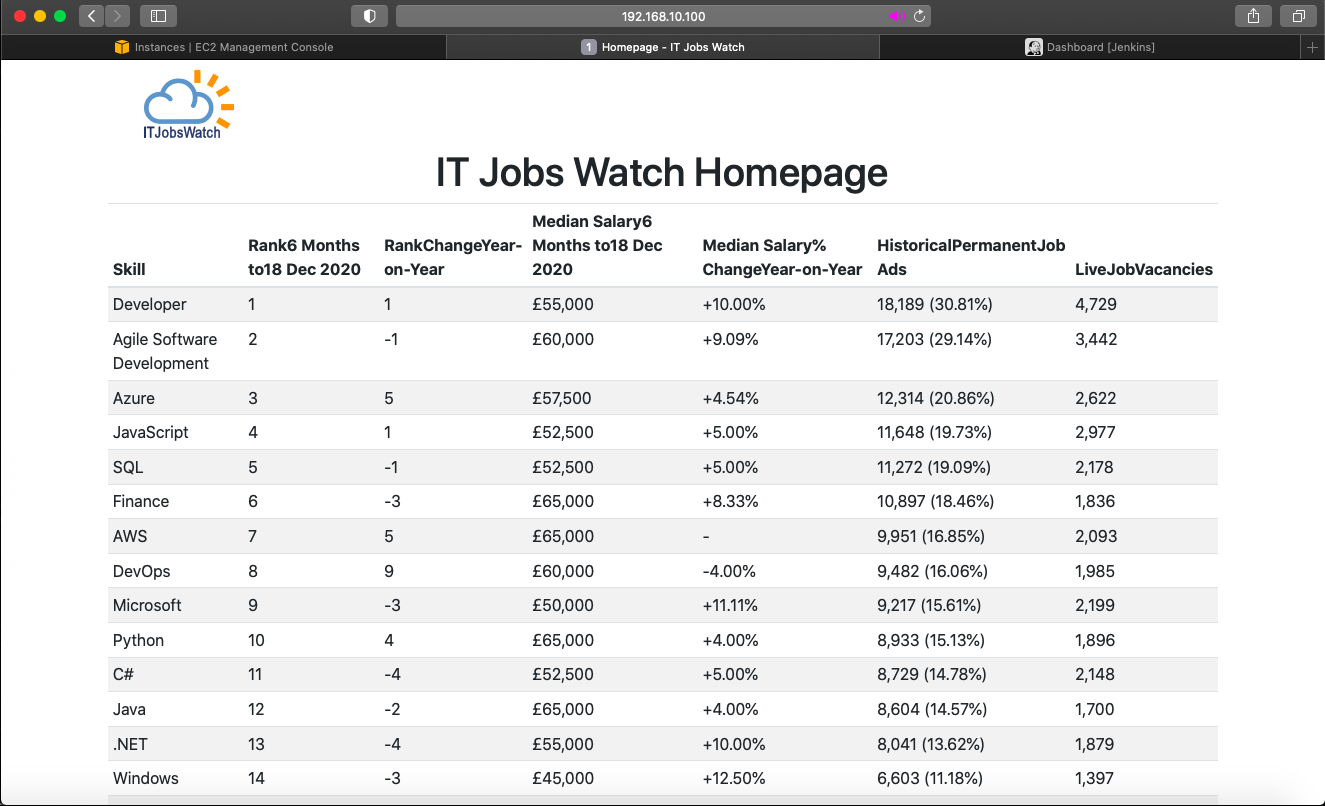 192.168.10.100
Instances | EC2 Management Console
1 Homepage - IT Jobs Watch
Dashboard [Jenkins]
ITJobsWatch
IT Jobs Watch Homepage
Skill
Rank6 Months
to18 Dec 2020
RankChangeYear-
on-Year
Median Salary6
Months to18 Dec
2020
Median Salary%
ChangeYear-on-Year
HistoricalPermanentJob
Ads
LiveJobVacancies
Developer 1 1 £55,000 +10.00% 18,189 (30.81%) 4,729
Agile Software 2 -1 £60,000 +9.09% 17,203 (29.14%) 3,442
Development
Azure 3 5 £57,500 +4.54% 12,314 (20.86%) 2,622
JavaScript 4 1 £52,500 +5.00% 11,648 (19.73%) 2,977
SQL 5 -1 £52,500 +5.00% 11,272 (19.09%) 2,178
Finance 6 -3 £65,000 +8.33% 10,897 (18.46%) 1,836
AWS 7 5 £65,000 - 9,951 (16.85%) 2,093
DevOps 8 9 £60,000 -4.00% 9,482 (16.06%) 1,985
Microsoft 9 -3 £50,000 +11.11% 9,217 (15.61%) 2,199
Python 10 4 £65,000 +4.00% 8,933 (15.13%) 1,896
C# 11 -4 £52,500 +5.00% 8,729 (14.78%) 2,148
Java 12 -2 £65,000 +4.00% 8,604 (14.57%) 1,700
.NET 13 -4 £55,000 +10.00% 8,041 (13.62%) 1,879
Windows 14 -3 £45,000 +12.50% 6,603 (11.18%) 1,397